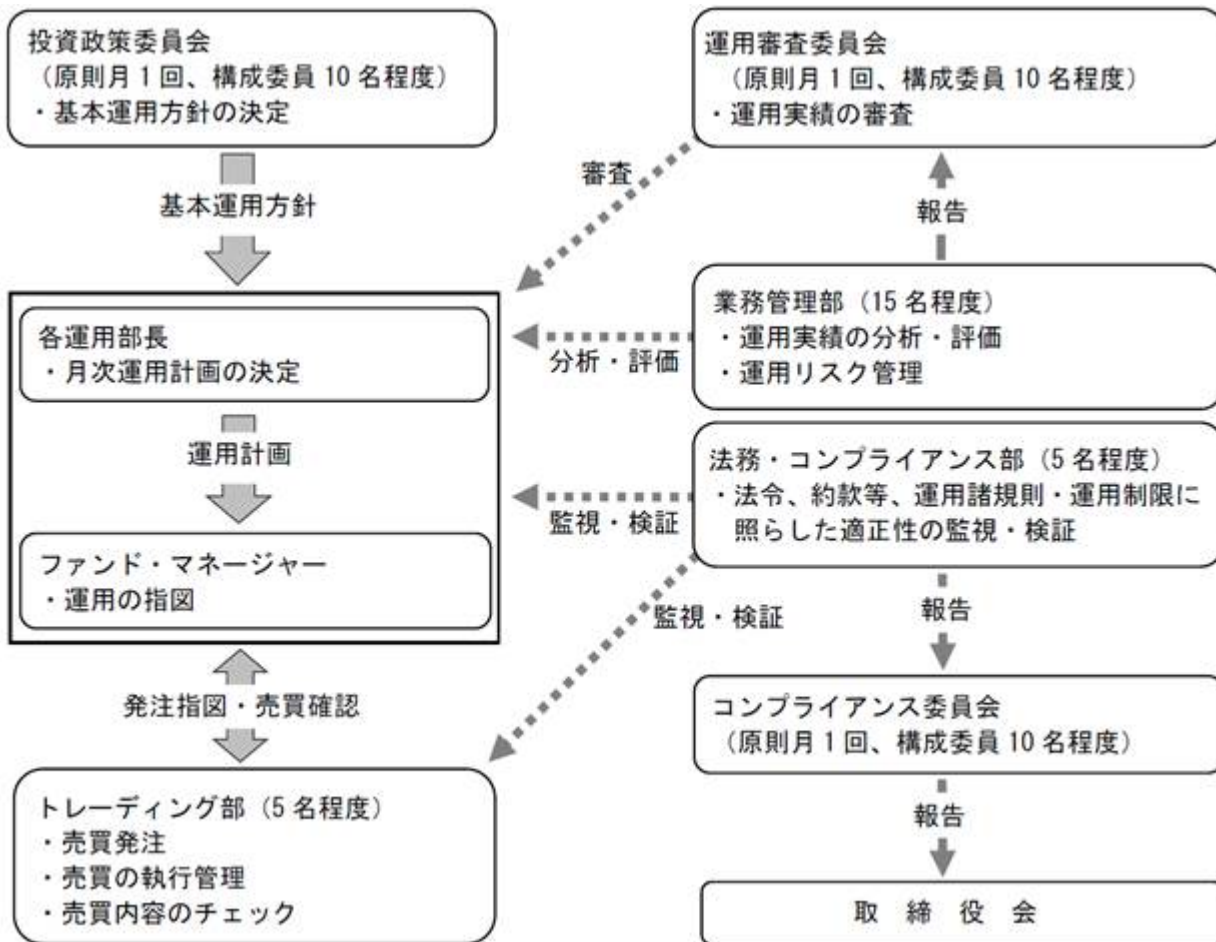 投資政策委員会
（原則月1回、構成委員10名程度）
・基本運用方針の決定
基本運用方針
各運用部長
・月次運用計画の決定
運用計画
ファンド・マネージャー
・運用の指図
発注指図・売買確認
トレーディング部（5名程度）
・売買発注
・売買の執行管理
・売買内容のチェック
運用審査委員会
（原則月1回、構成委員10名程度）
・運用実績の審査
審査
報告
業務管理部（15名程度）
・運用実績の分析・評価
・運用リスク管理
分析・評価
法務・コンプライアンス部（5名程度）
・法令、約款等、運用諸規則・運用制限に
照らした適正性の監視・検証
監視・検証
監視・検証
報告
コンプライアンス委員会
（原則月1回、構成委員10名程度）
報告
取締役会